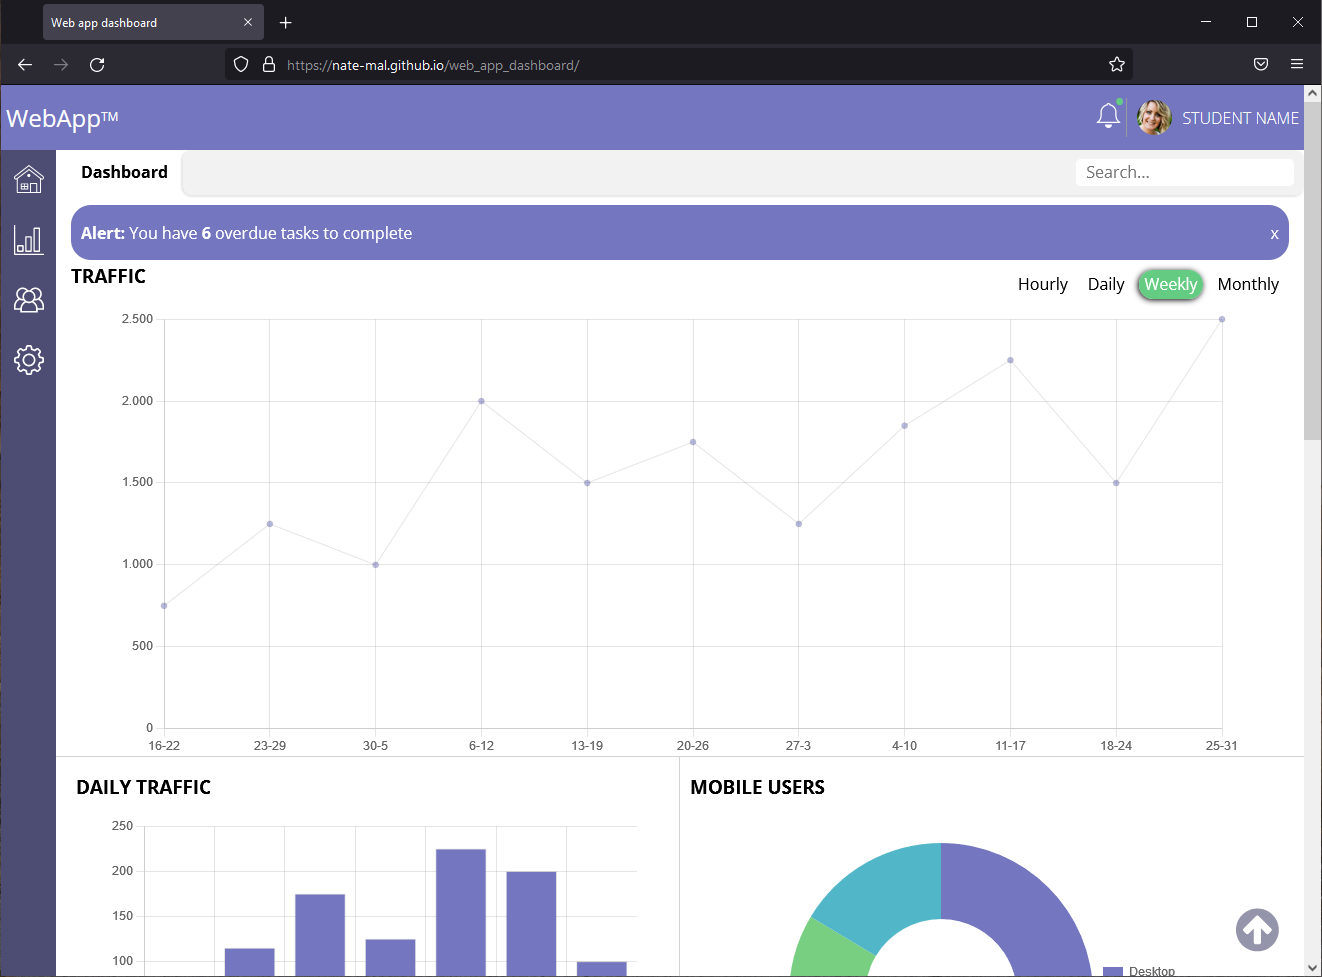 Web app dashboard
https://nate-mal.github.io/web_app_dashboard/
WebApp™
STUDENT NAME
Dashboard
Search...
Alert: You have 6 overdue tasks to complete
x
TRAFFIC
Hourly Daily Weekly Monthly
2.500
2.000
1.500
1.000
500
0
16-22 23-29 30-5 6-12 13-19 20-26 27-3 4-10 11-17 18-24 25-31
DAILY TRAFFIC
250
200
150
100
MOBILE USERS
Desktop